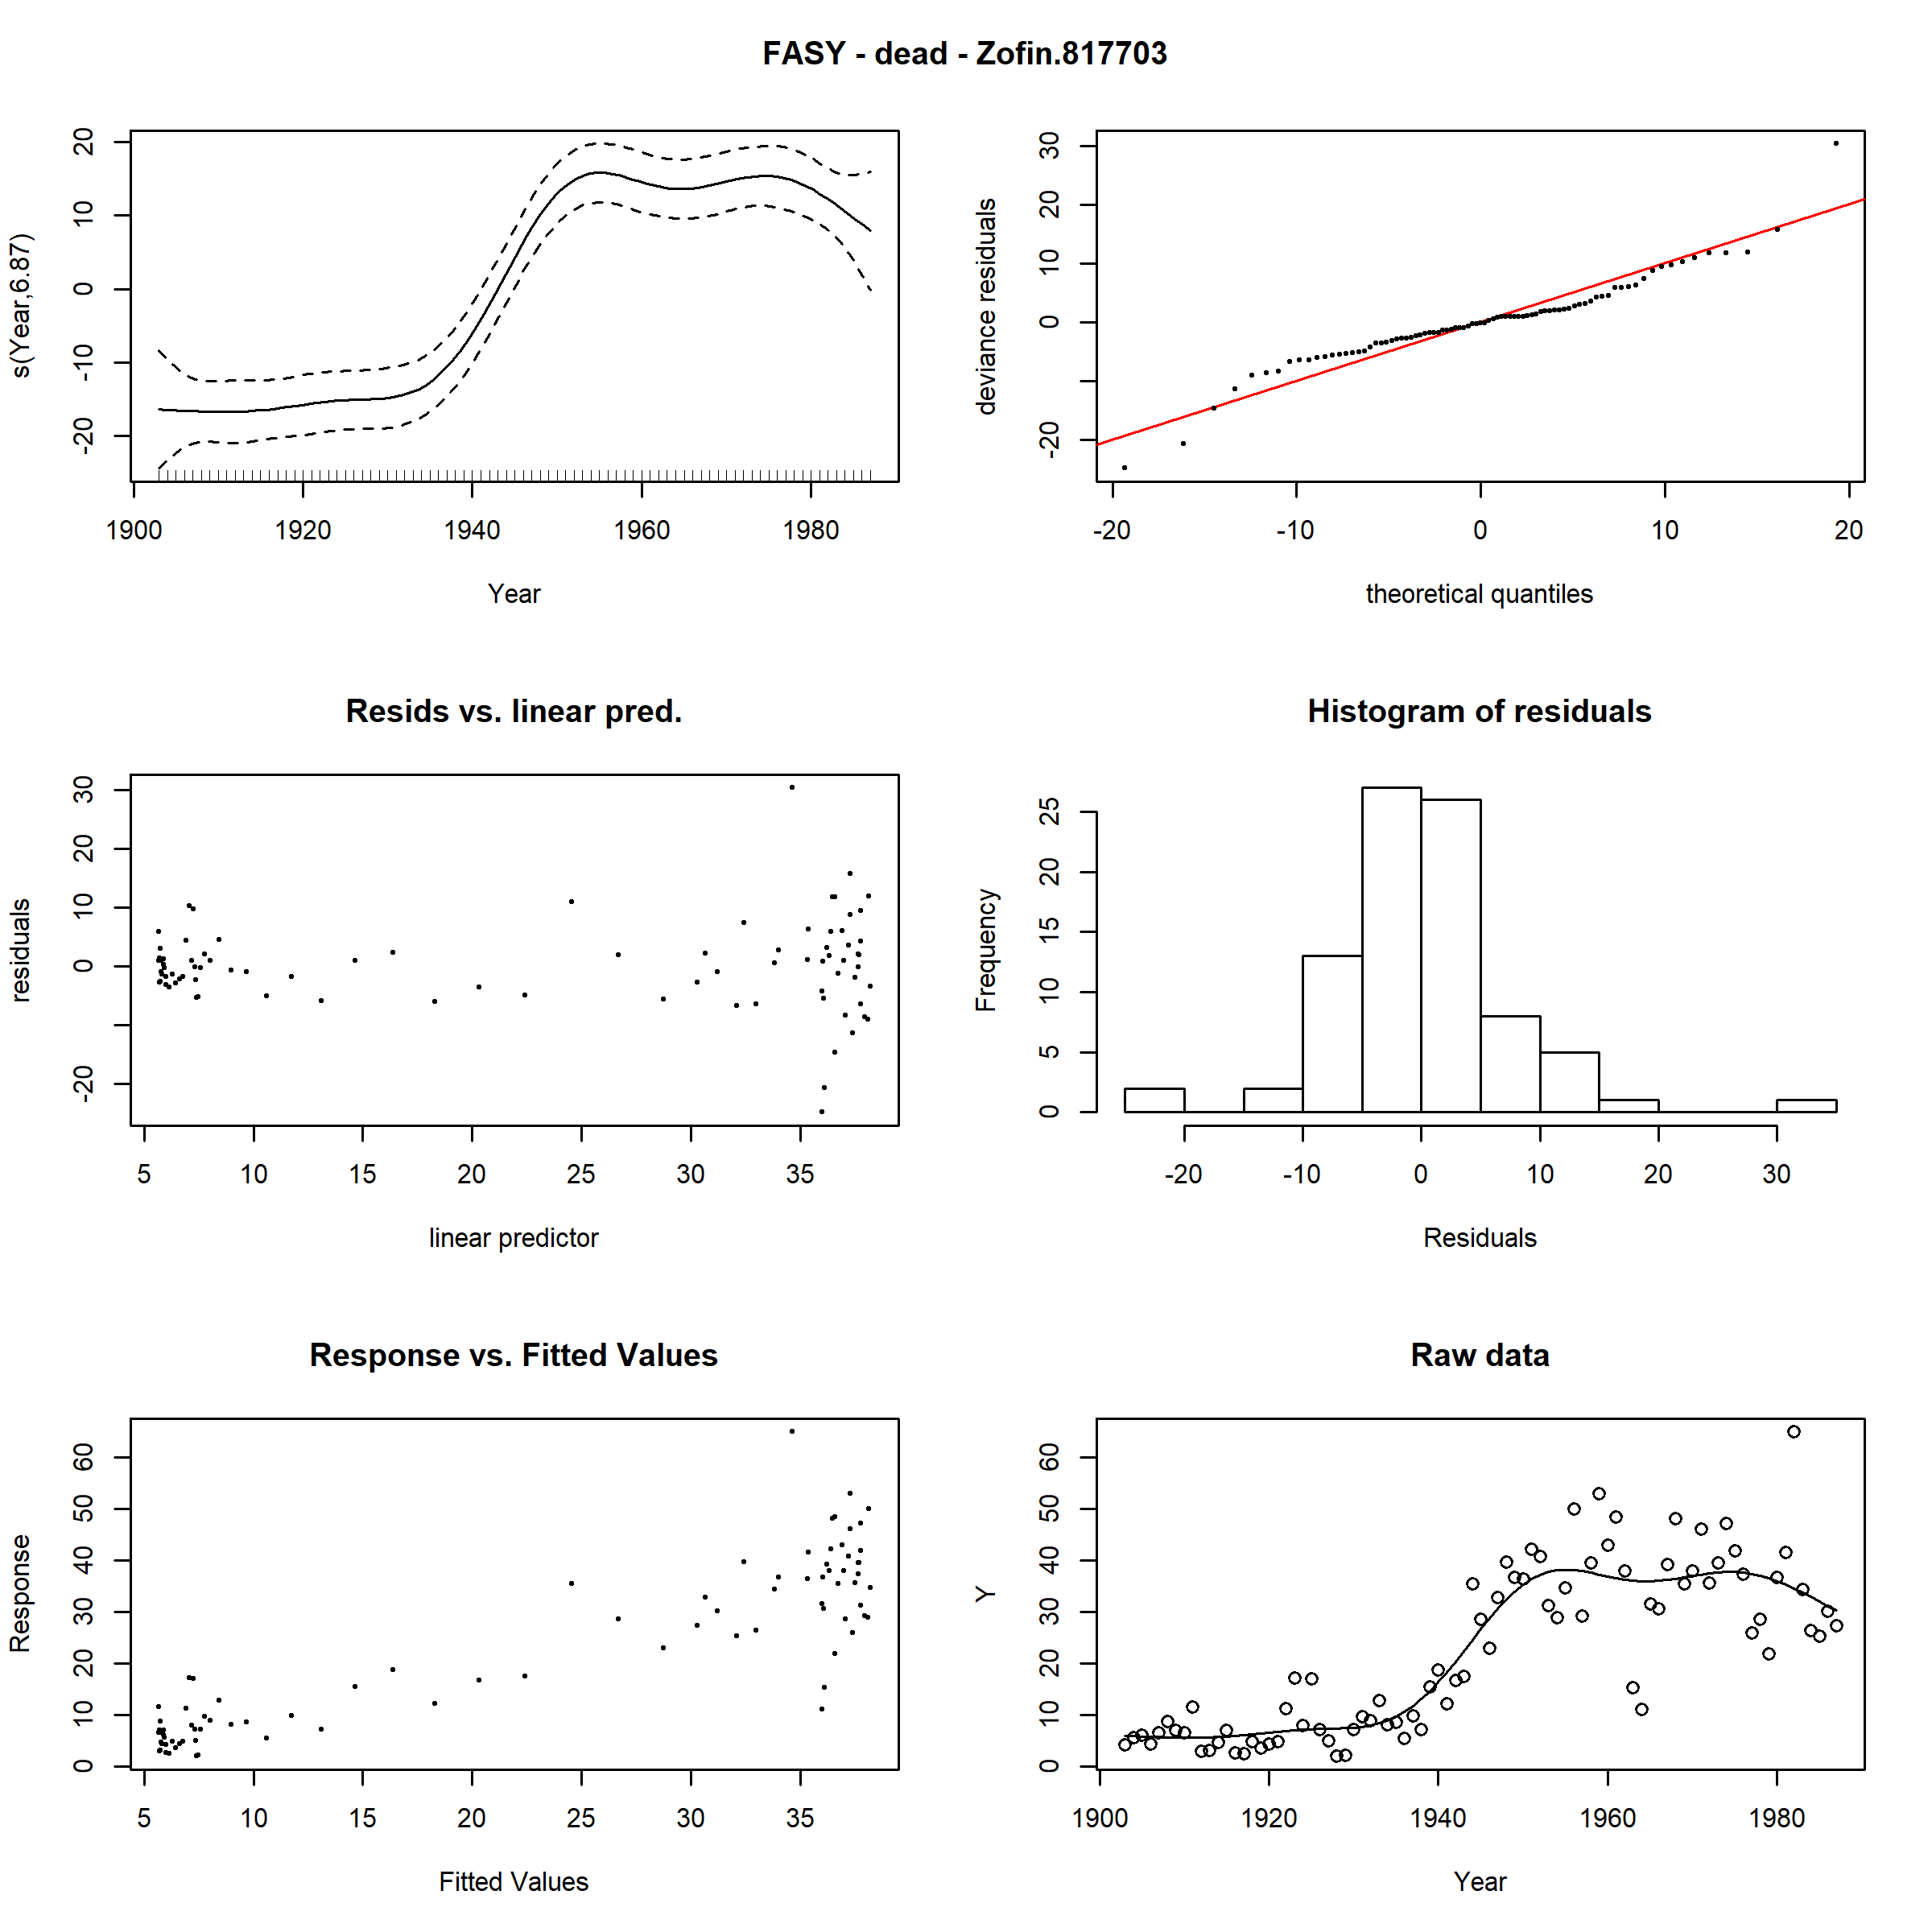 FASY - dead - Zofin.817703
s(Year,6.87)
20
10
0
-10
-20
1900 1920 1940 1960 1980
Year
deviance residuals
30
20
10
0
-20
-20 -10 0 10 20
theoretical quantiles
Resids vs. linear pred.
residuals
30
20
10
0
-20
5 10 15 20 25 30 35
linear predictor
Histogram of residuals
Frequency
25
20
15
10
5
0
-20 -10 0 10 20 30
Residuals
Response vs. Fitted Values
Response
60
50
40
30
20
10
0
5 10 15 20 25 30 35
Fitted Values
Raw data
Y
60
50
40
30
20
10
0
1900 1920 1940 1960 1980
Year